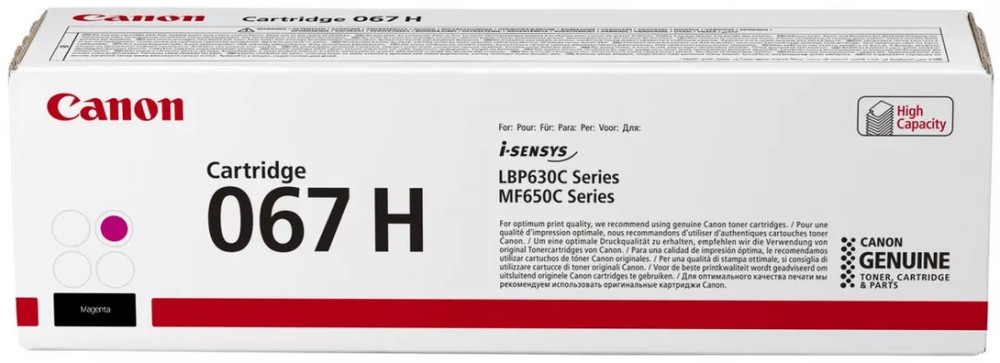 Canon
Cartridge 067 H
Canon
Cartridge
067 H
Magenta
For: Pour: Für: Para: Per: Voor: Для:
i-SENSYS
LBP630C Series
MF650C Series
For optimum print quality, we recommend using genuine Canon toner cartridges. / Pour une
qualité d'impression optimale, nous recommandons d'utiliser d'authentiques cartouches toner
Canon. / Um eine optimale Druckqualität zu erhalten, empfehlen wir die Verwendung von
original Tonercartridges von Canon. / Para una calidad de impresión óptima, le recomendamos
utilizar cartuchos de tóner Canon originales. / Per una qualità di stampa ottimale, si consiglia di
utilizzare cartucce di toner originali Canon. / Voor de beste printkwaliteit wordt geadviseerd om
uitsluitend originele Canon cartridges te gebruiken. / Для оптимального качества печати мы
рекомендуем использовать оригинальные картриджи Canon.
High
Capacity
CANON
GENUINE
TONER, CARTRIDGE
& PARTS